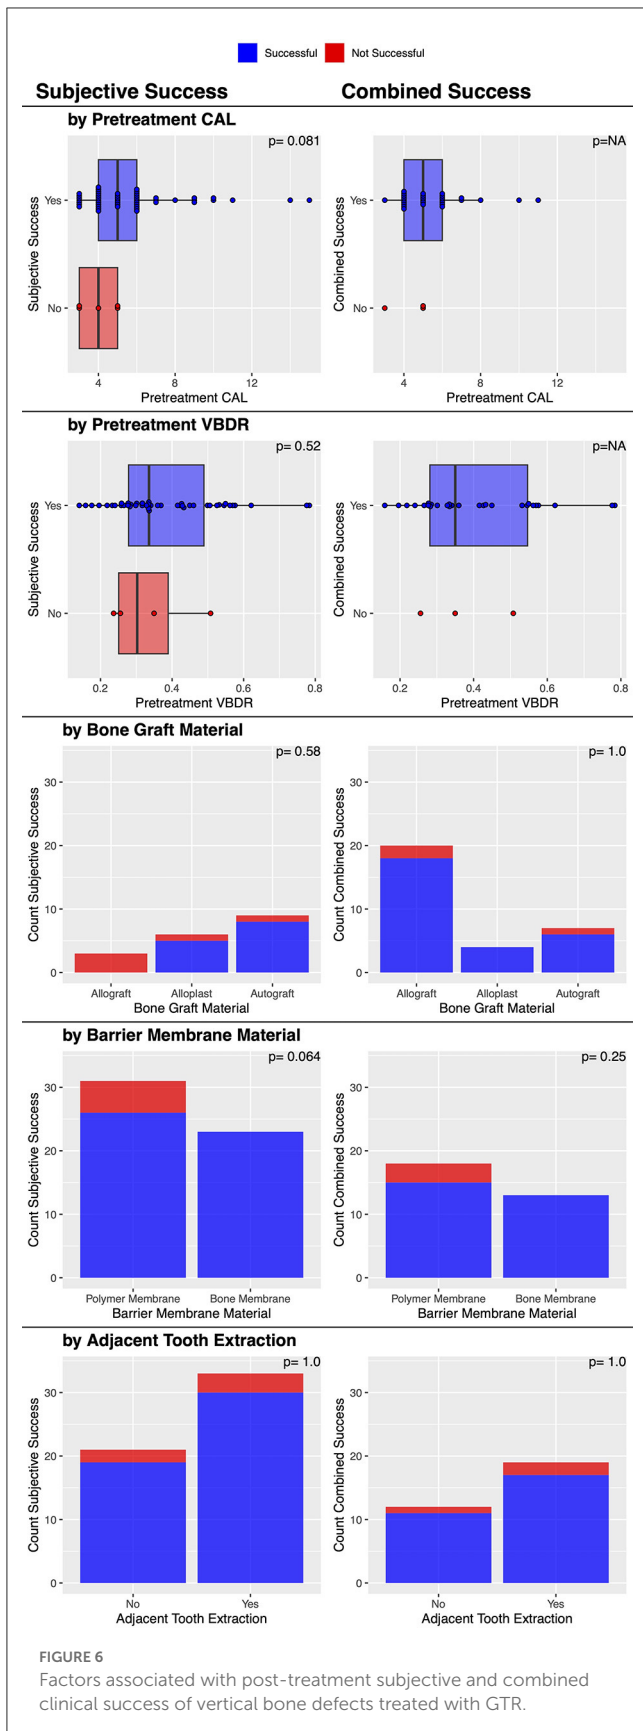 Successful Not Successful
Subjective Success Combined Success
by Pretreatment CAL
p= 0.081
Subjective Success
Yes
No
4 8 12
Pretreatment CAL
p=NA
Combined Success
Yes
No
4 8 12
Pretreatment CAL
by Pretreatment VBDR
p= 0.52
Subjective Success
Yes
No
0.2 0.4 0.6 0.8
Pretreatment VBDR
p=NA
Combined Success
Yes
No
0.2 0.4 0.6 0.8
Pretreatment VBDR
by Bone Graft Material
p= 0.58
Count Subjective Success
30
20
10
0
Allograft Alloplast Autograft
Bone Graft Material
p= 1.0
Count Combined Success
30
20
10
0
Allograft Alloplast Autograft
Bone Graft Material
by Barrier Membrane Material
p= 0.064
Count Subjective Success
30
20
10
0
Polymer Membrane Bone Membrane
Barrier Membrane Material
p= 0.25
Count Combined Success
30
20
10
0
Polymer Membrane Bone Membrane
Barrier Membrane Material
by Adjacent Tooth Extraction
p= 1.0
Count Subjective Success
30
20
10
0
No Yes
Adjacent Tooth Extraction
p= 1.0
Count Combined Success
30
20
10
0
No Yes
Adjacent Tooth Extraction
FIGURE 6
Factors associated with post-treatment subjective and combined
clinical success of vertical bone defects treated with GTR.